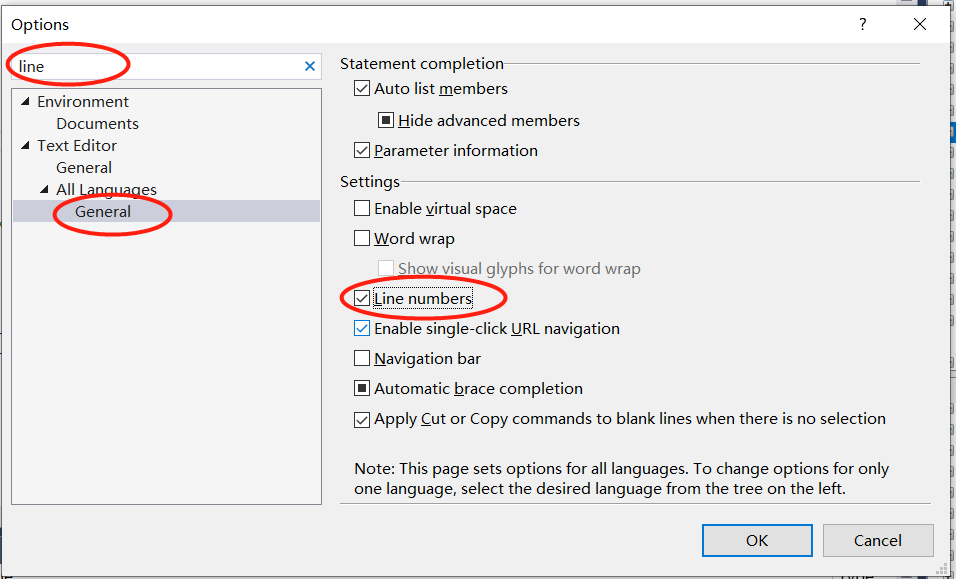 Options
?
line
Environment
Documents
Text Editor
General
All Languages
General
Statement completion
Auto list members
Hide advanced members
Parameter information
Settings
Enable virtual space
Word wrap
Show visual glyphs for word wrap
Line numbers
Enable single-click URL navigation
Navigation bar
Automatic brace completion
Apply Cut or Copy commands to blank lines when there is no selection
Note: This page sets options for all languages. To change options for only
one language, select the desired language from the tree on the left.
OK
Cancel